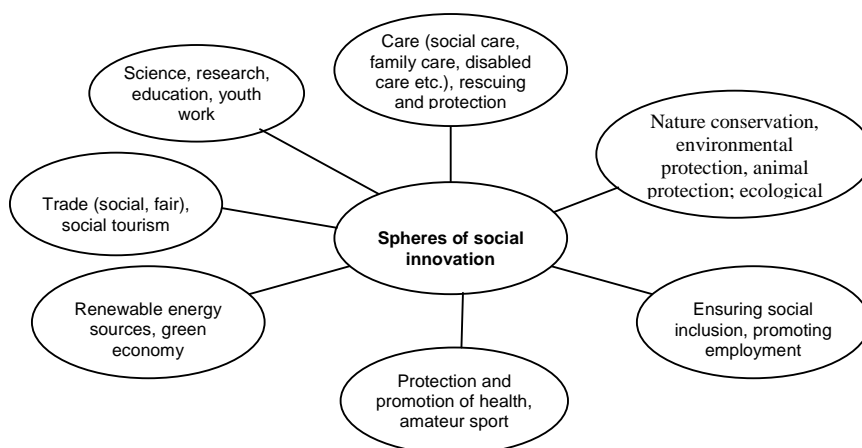 Care (social care,
family care, disabled
care etc.), rescuing
and protection
Science, research,
education, youth
work
Nature conservation,
environmental
protection, animal
protection; ecological
Trade (social, fair),
social tourism
Spheres of social
innovation
Renewable energy
sources, green
economy
Ensuring social
inclusion, promoting
employment
Protection and
promotion of health,
amateur sport